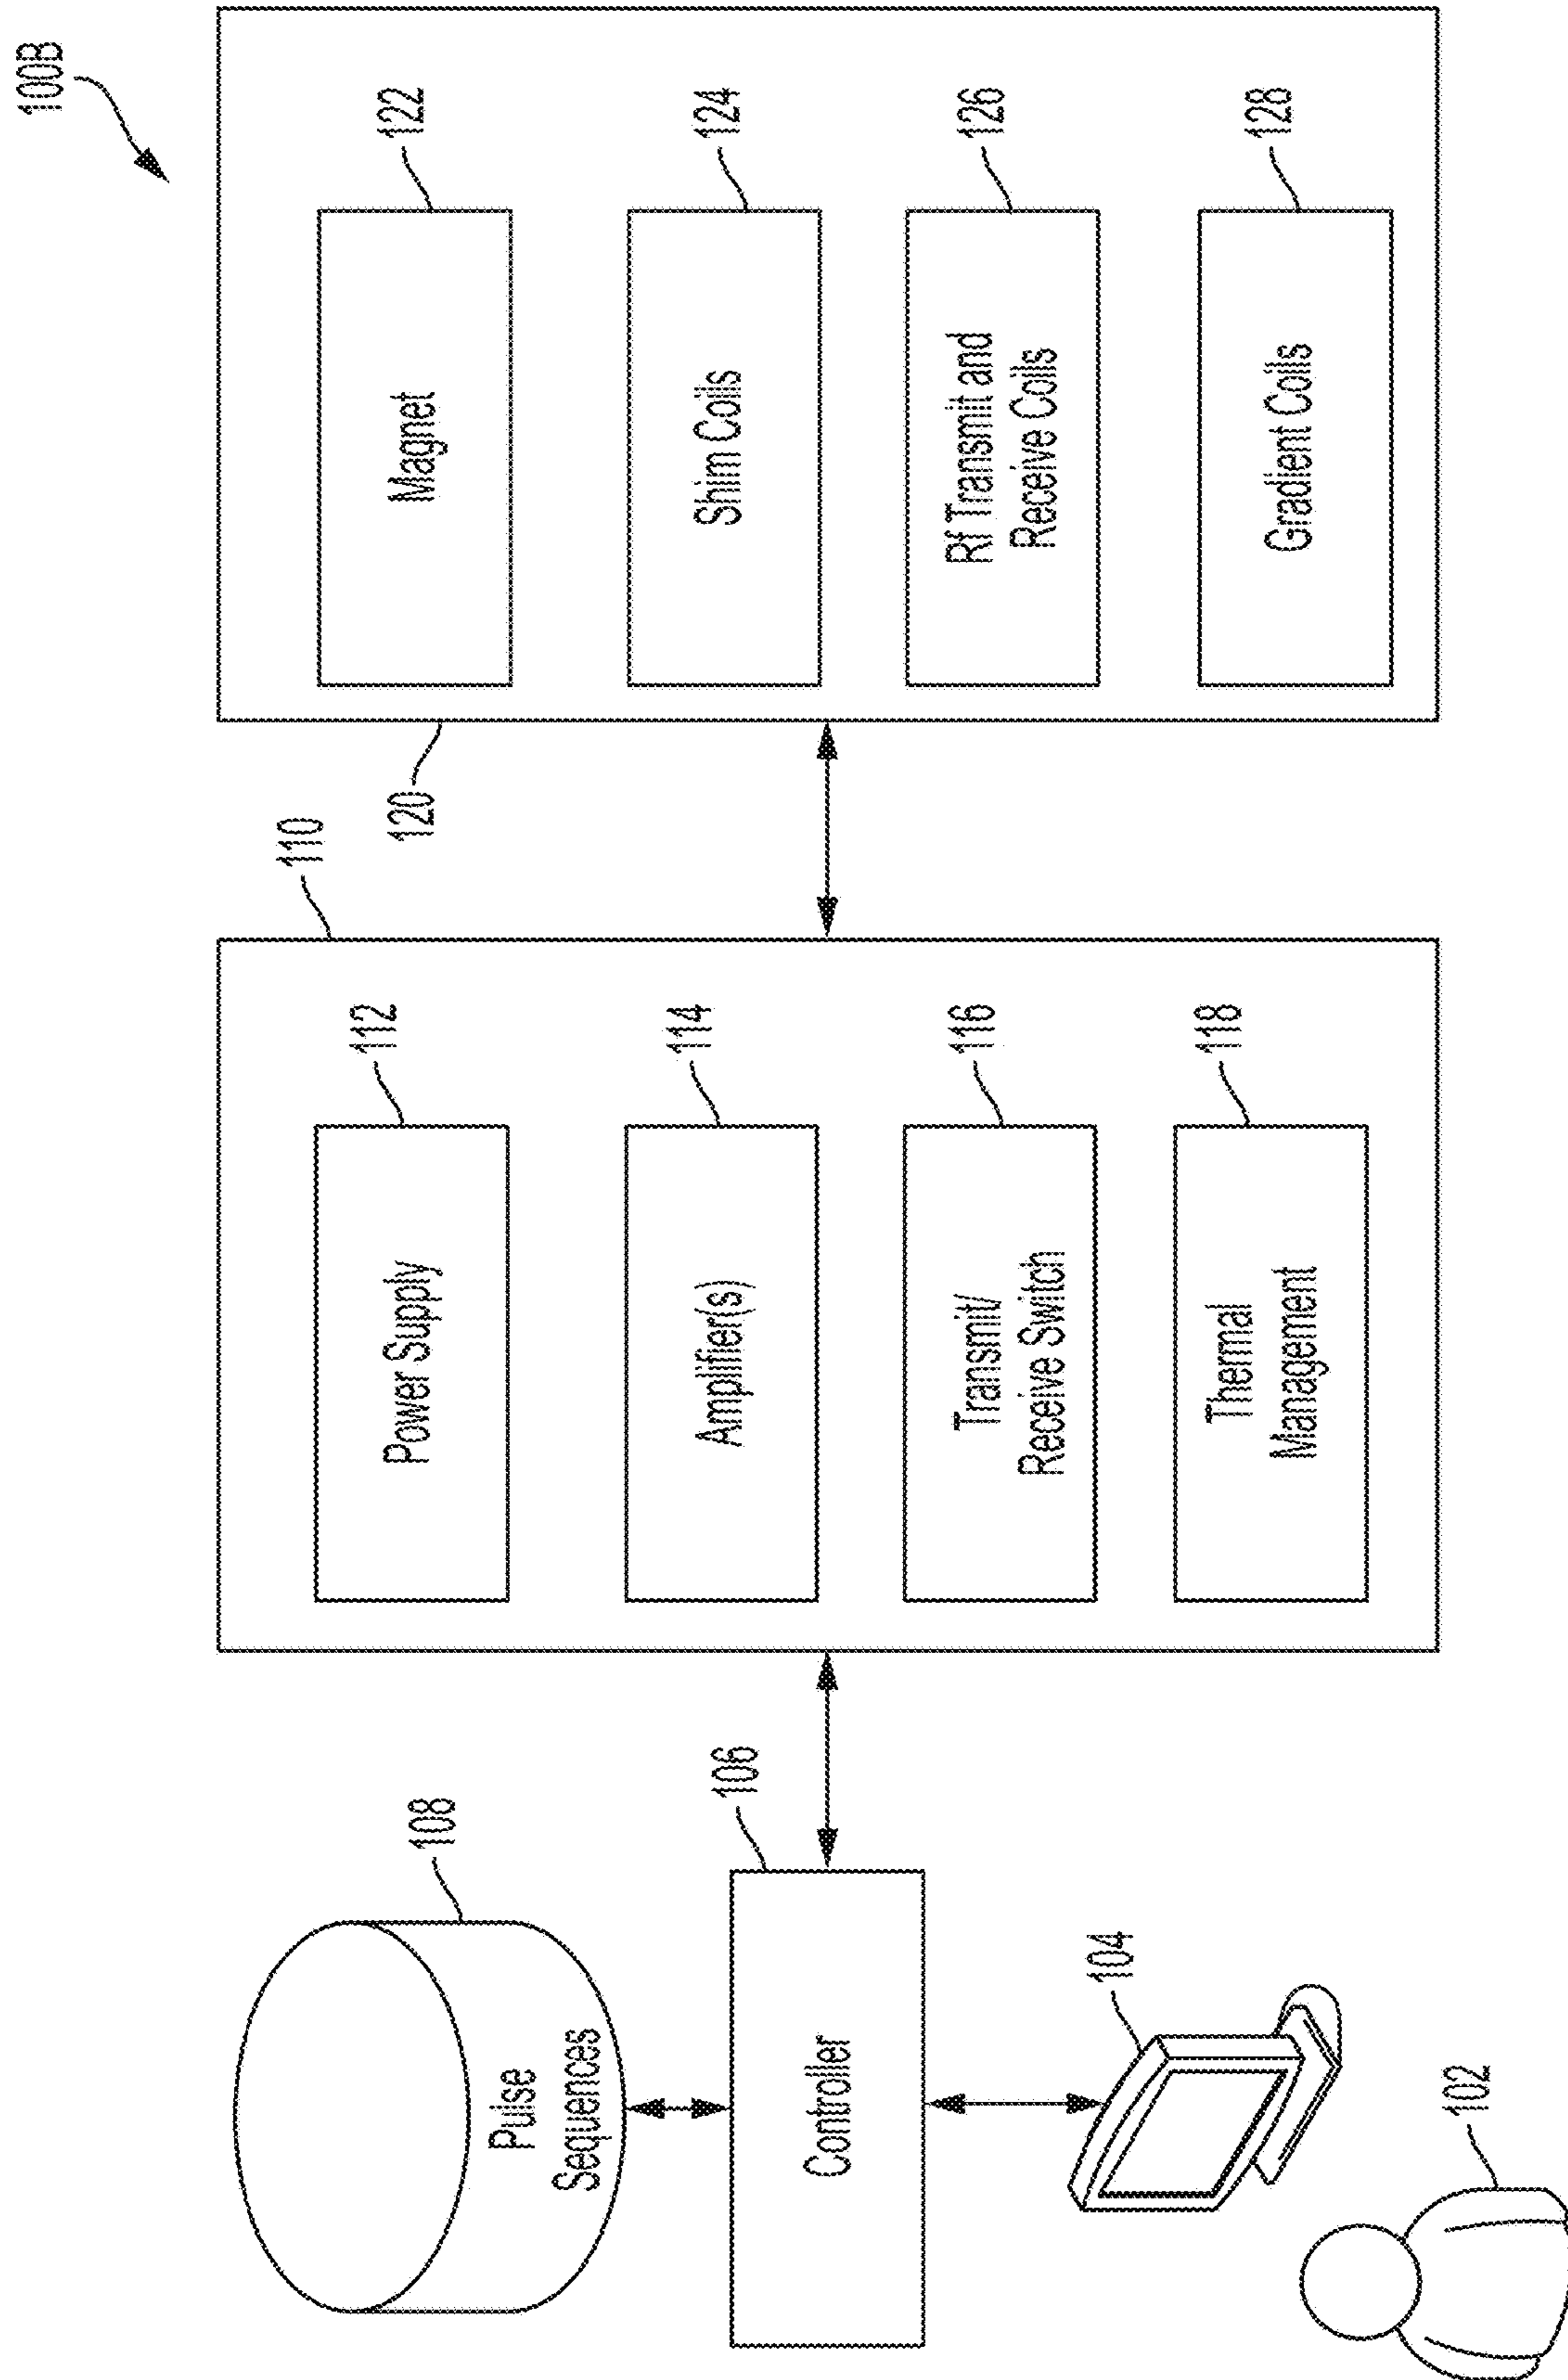 100B
108
Pulse
Sequences
106
Controller
104
102
110
112
Power Supply
114
Amplifier(s)
116
Transmit/
Receive Switch
118
Thermal
Management
120
122
Magnet
124
Shim Coils
126
Rf Transmit and
Receive Coils
128
Gradient Coils